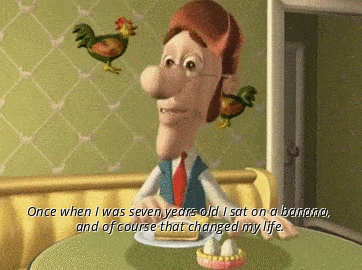 Once when I was seven years old I sat on a banana,
and of course that changed my life.